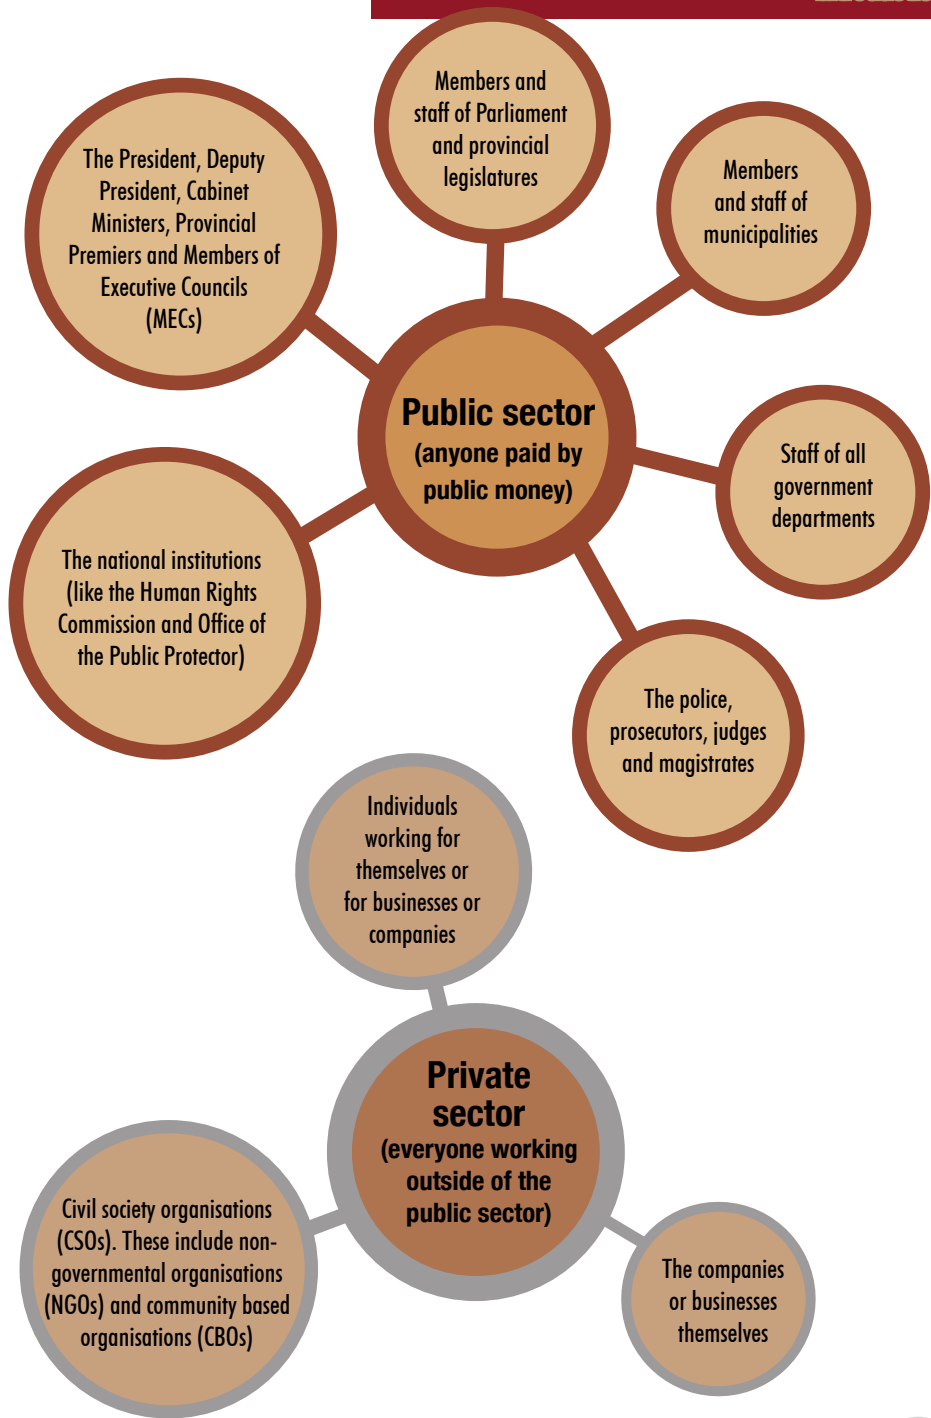 Members and
staff of Parliament
and provincial
legislatures
The President, Deputy
President, Cabinet
Ministers, Provincial
Premiers and Members of
Executive Councils
(MECs)
Members
and staff of
municipalities
Public sector
(anyone paid by
public money)
Staff of all
government
departments
The national institutions
(like the Human Rights
Commission and Office of
the Public Protector)
The police,
prosecutors, judges
and magistrates
Individuals
working for
themselves or
for businesses or
companies
Private
sector
(everyone working
outside of the
public sector)
Civil society organisations
(CSOs). These include non-
governmental organisations
(NGOs) and community based
organisations (CBOs)
The companies
or businesses
themselves